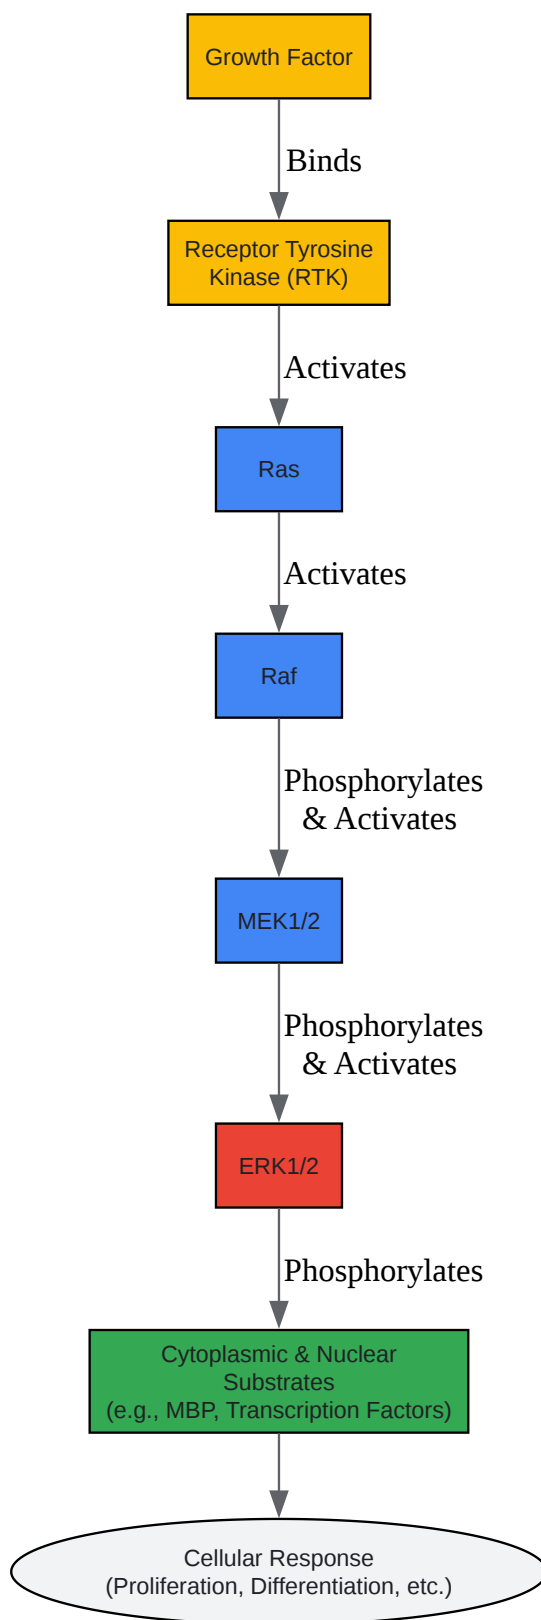 Growth Factor
Binds
Receptor Tyrosine
Kinase (RTK)
Activates
Ras
Activates
Raf
Phosphorylates
& Activates
MEK1/2
Phosphorylates
& Activates
ERK1/2
Phosphorylates
Cytoplasmic & Nuclear
Substrates
(e.g., MBP, Transcription Factors)
Cellular Response
(Proliferation, Differentiation, etc.)